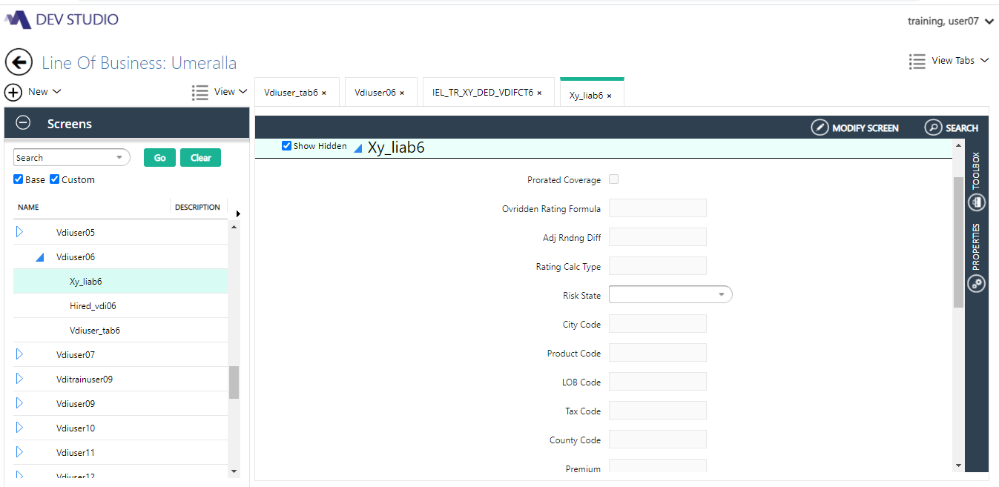 DEV STUDIO
training, user07
Line Of Business: Umeralla
View Tabs
New
View
Vdiuser_tab6 ×
Vdiuser06 ×
IEL_TR_XY_DED_VDIFCT6 ×
Xy_liab6 ×
Screens
MODIFY SCREEN
SEARCH
Search
Go
Clear
Base
Custom
NAME
DESCRIPTION
Vdiuser05
Vdiuser06
Xy_liab6
Hired_vdi06
Vdiuser_tab6
Vdiuser07
Vditrainuser09
Vdiuser09
Vdiuser10
Vdiuser11
Vdiuser12
Show Hidden
Xy_liab6
Prorated Coverage
Ovridden Rating Formula
Adj Rndng Diff
Rating Calc Type
Risk State
City Code
Product Code
LOB Code
Tax Code
County Code
Premium
TOOLBOX
PROPERTIES